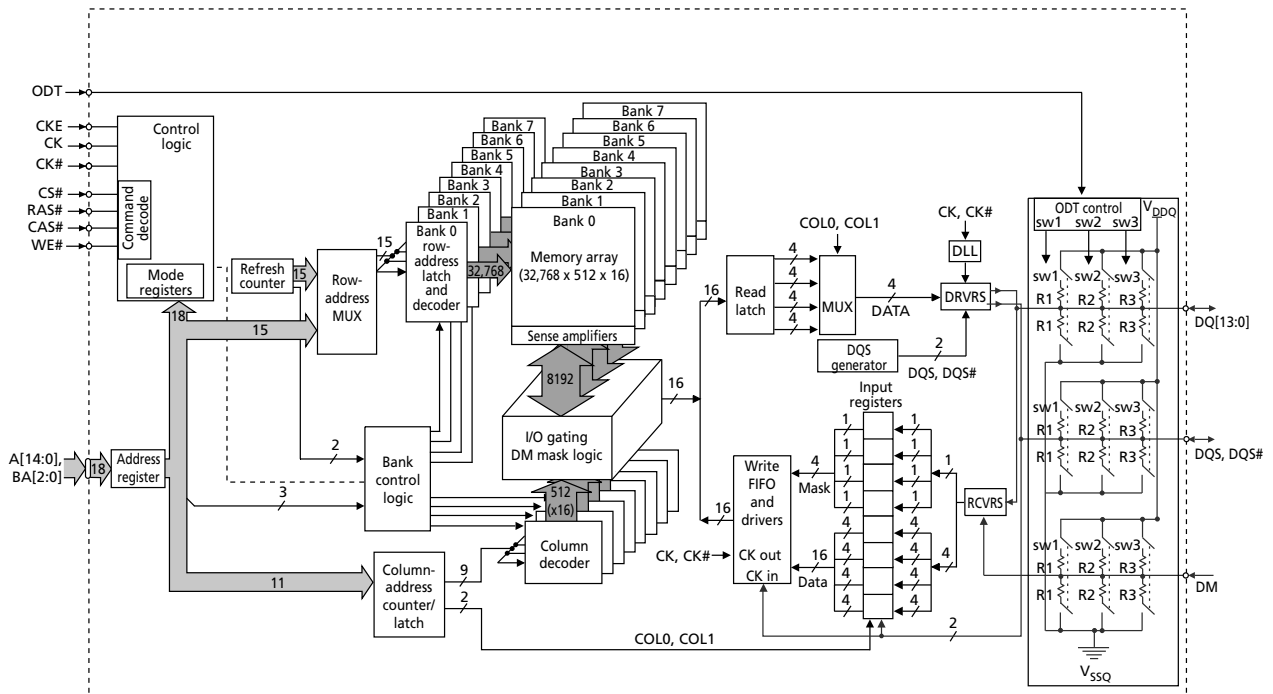 ODT
CKE
CK
CK#
CS#
RAS#
CAS#
WE#
Control
logic
Command
decode
Mode
registers
Refresh
counter
15
Row-
address
MUX
15
18
15
Bank 7
Bank 6
Bank 5
Bank 4
Bank 3
Bank 2
Bank 1
Bank 0
row-
address
latch
and
decoder
32,768
Bank 7
Bank 6
Bank 5
Bank 4
Bank 3
Bank 2
Bank 1
Bank 0
Memory array
(32,768 x 512 x 16)
Sense amplifiers
8192
16
I/O gating
DM mask logic
512
(x16)
Column
decoder
A[14:0],
BA[2:0]
18
Address
register
2
3
Bank
control
logic
11
Column-
address
counter/
latch
9
2
COL0, COL1
16
Read
latch
4
4
4
4
COL0, COL1
MUX
4
DATA
CK, CK#
DLL
DRVRS
DQS
generator
2
DQS, DQS#
Input
registers
1
1
1
1
1
1
1
1
1
4
4
4
4
4
4
4
4
4
4
Mask
16
Data
16
Write
FIFO
and
drivers
CK out
CK in
CK, CK#
RCVRS
2
ODT control
sw1 sw2 sw3
VDDQ
sw1 sw2 sw3
R1 R2 R3
R1 R2 R3
DQ[13:0]
sw1 sw2 sw3
R1 R2 R3
R1 R2 R3
DQS, DQS#
sw1 sw2 sw3
R1 R2 R3
R1 R2 R3
DM
VSSQ